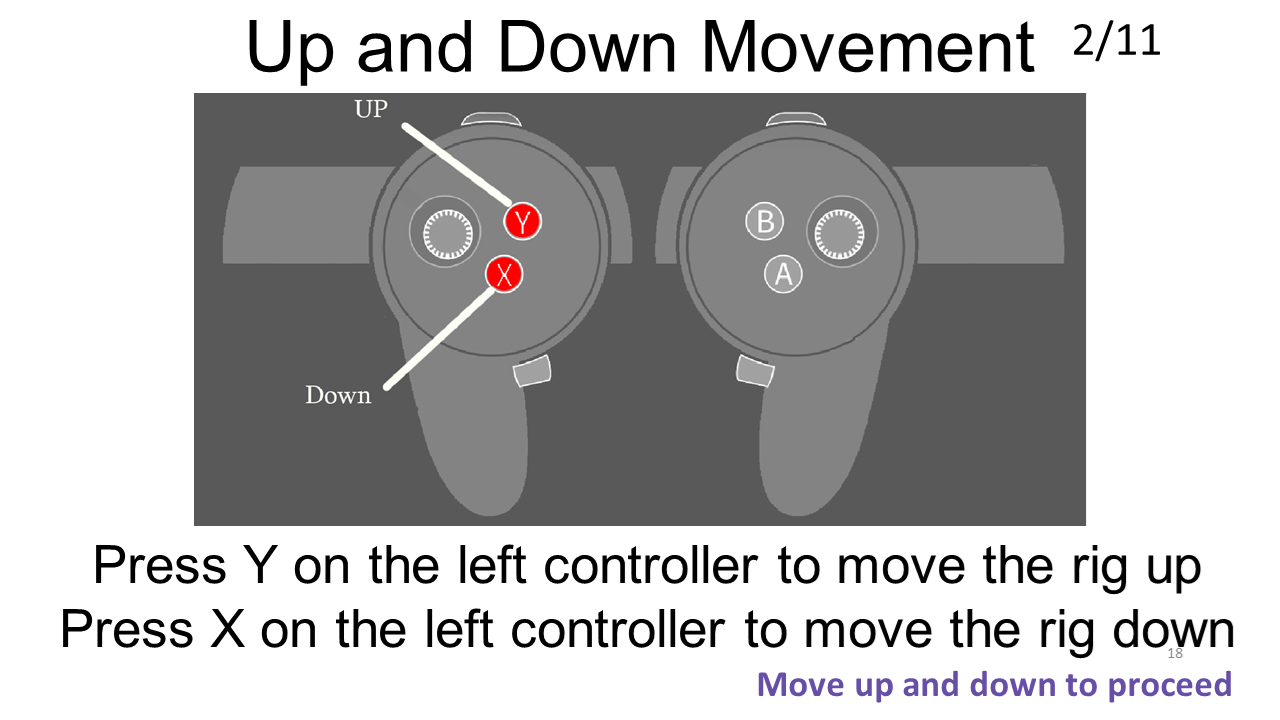 Up and Down Movement 2/11
UP
Y
B
X
A
Down
Press Y on the left controller to move the rig up
Press X on the left controller to move the rig down
18
Move up and down to proceed